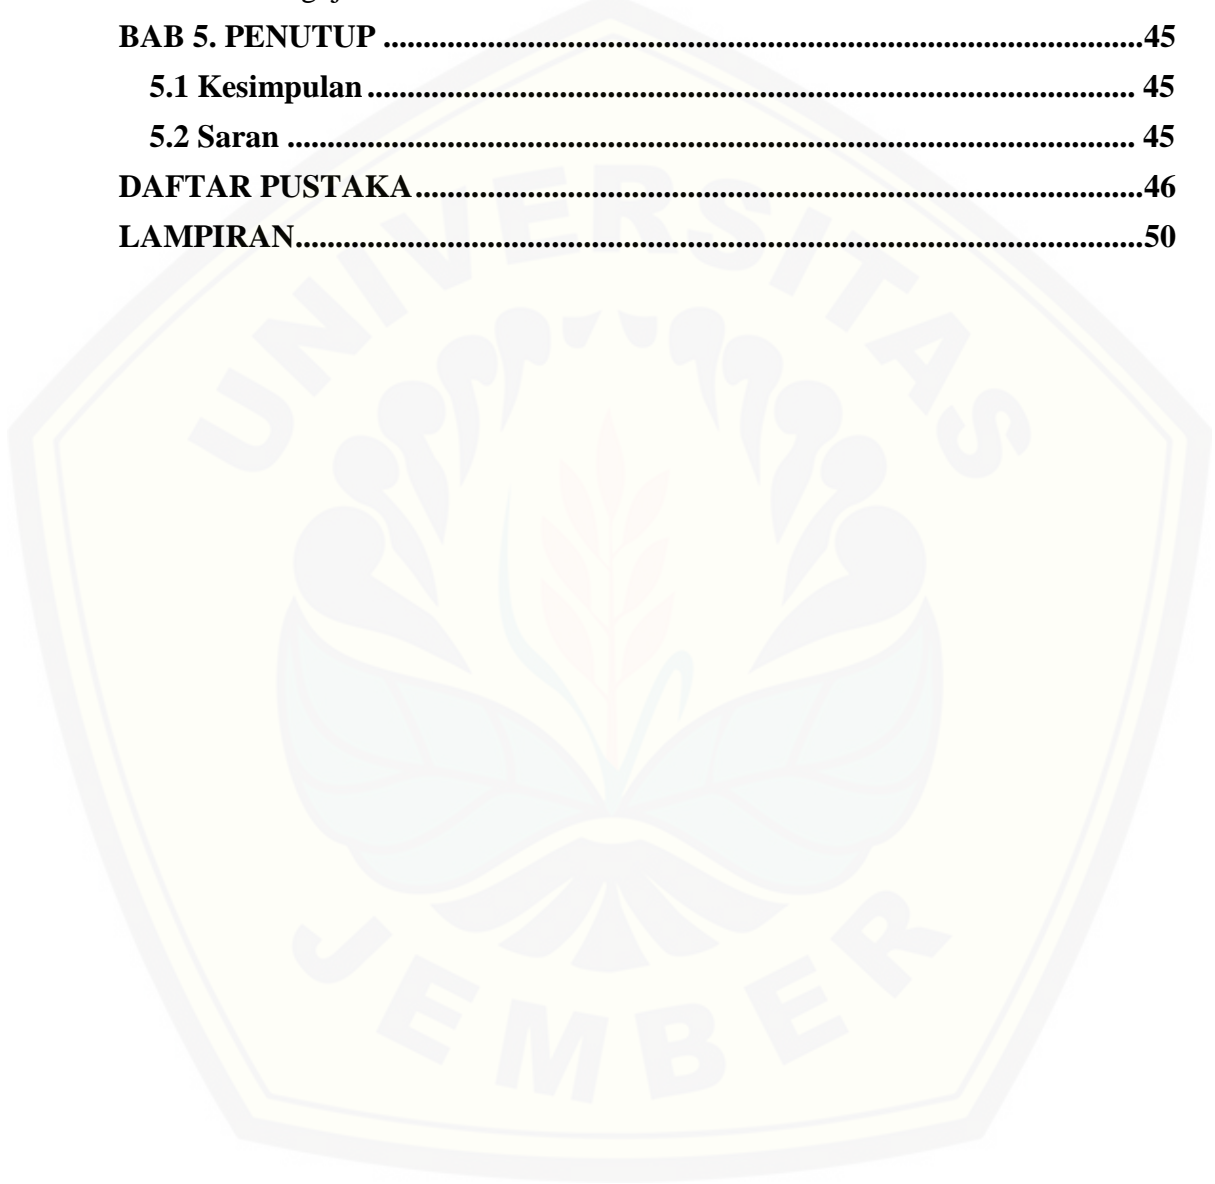 BAB 5. PENUTUP ................................................................................................45
5.1 Kesimpulan ................................................................................................. 45
5.2 Saran ........................................................................................................... 45
DAFTAR PUSTAKA............................................................................................46
LAMPIRAN...........................................................................................................50
UNIVERSITAS
JEMBER